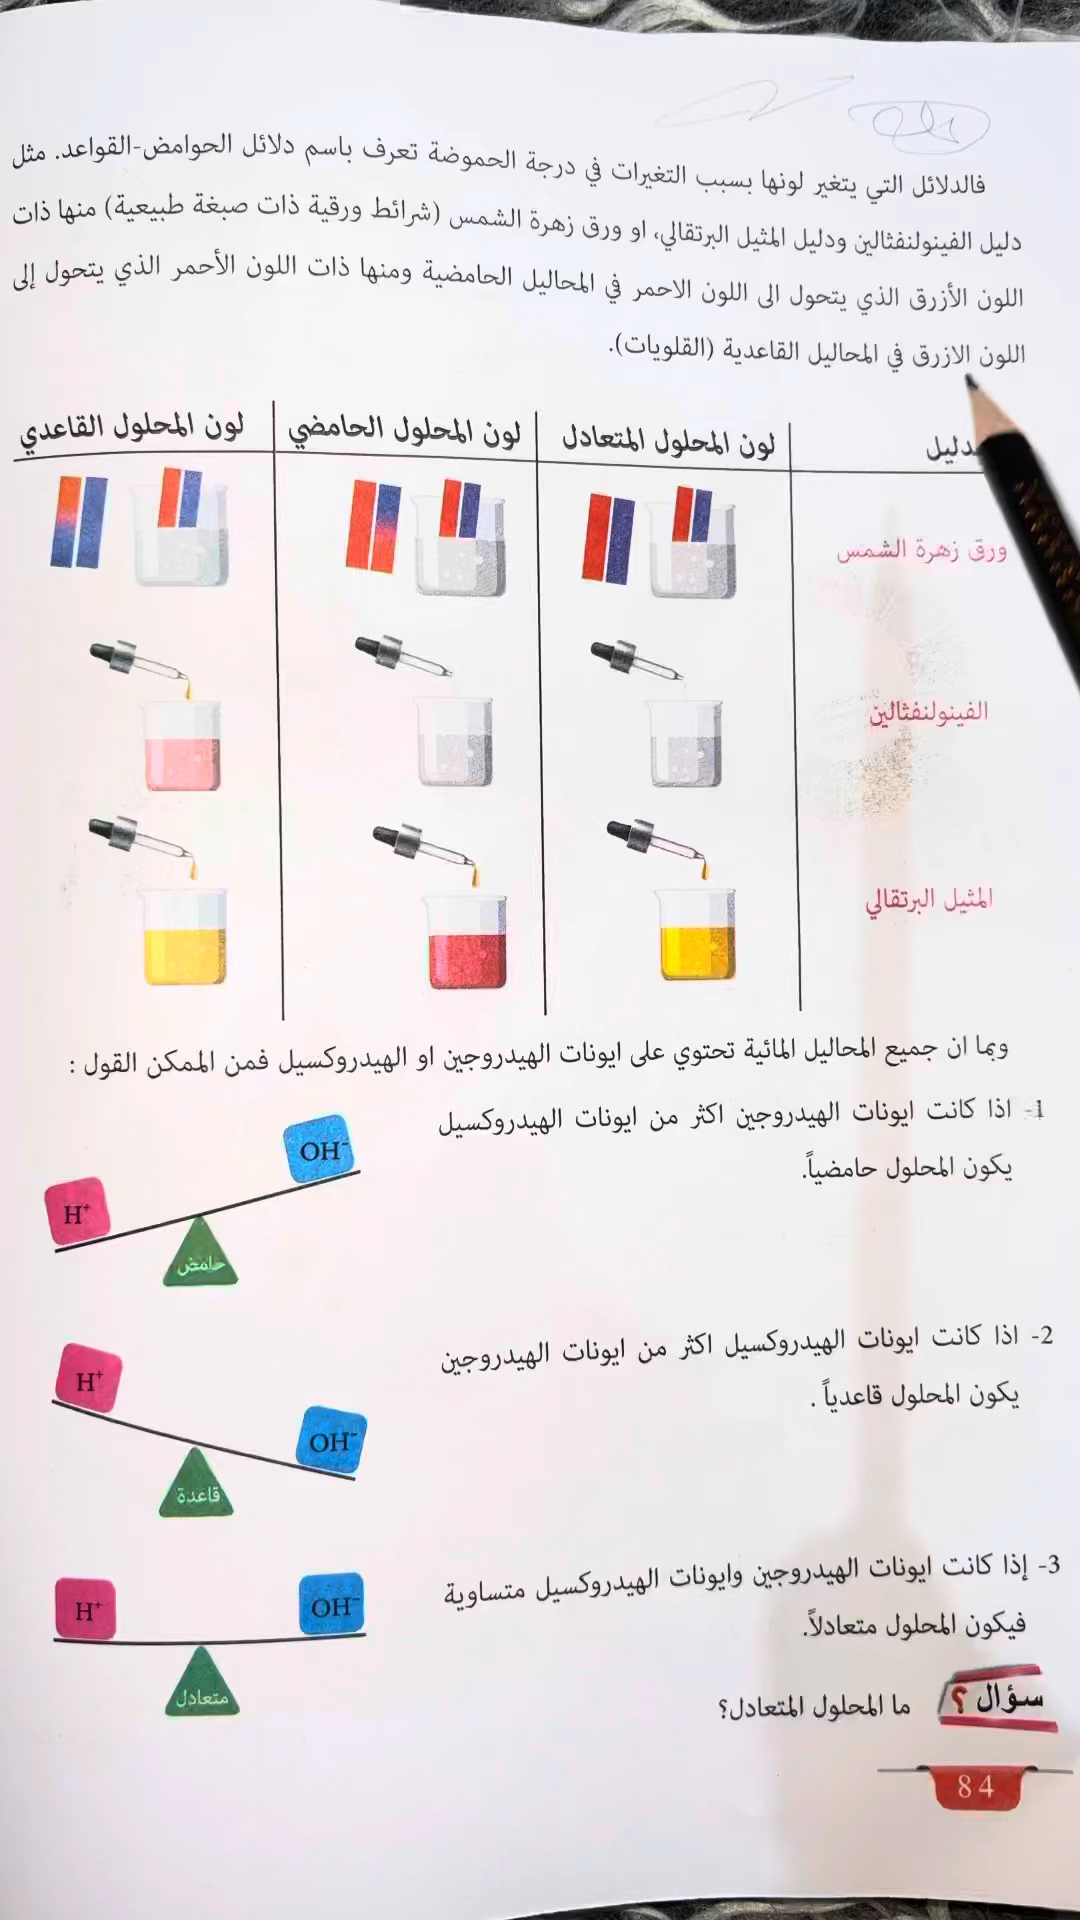 فالدلائل التي يتغير لونها بسبب التغيرات في درجة الحموضة تعرف باسم دلائل الحوامض-القواعد. مثل
دليل الفينولنفثالين ودليل المثيل البرتقالي، او ورق زهرة الشمس (شرائط ورقية ذات صبغة طبيعية) منها ذات
اللون الأزرق الذي يتحول الى اللون الاحمر في المحاليل الحامضية ومنها ذات اللون الأحمر الذي يتحول إلى
اللون الازرق في المحاليل القاعدية (القلويات).
لون المحلول المتعادل لون المحلول الحامضي لون المحلول القاعدي
ورق زهرة الشمس
الفينولنفثالين
المثيل البرتقالي
وبما ان جميع المحاليل المائية تحتوي على ايونات الهيدروجين او الهيدروكسيل فمن الممكن القول :
1- اذا كانت ايونات الهيدروجين اكثر من ايونات الهيدروكسيل
يكون المحلول حامضياً.
OH⁻
H⁺
حامض
2- اذا كانت ايونات الهيدروكسيل اكثر من ايونات الهيدروجين
يكون المحلول قاعدياً .
H⁺
OH⁻
قاعدة
3- إذا كانت ايونات الهيدروجين وايونات الهيدروكسيل متساوية
فيكون المحلول متعادلاً.
OH⁻
H⁺
متعادل
سؤال ؟ ما المحلول المتعادل؟
84